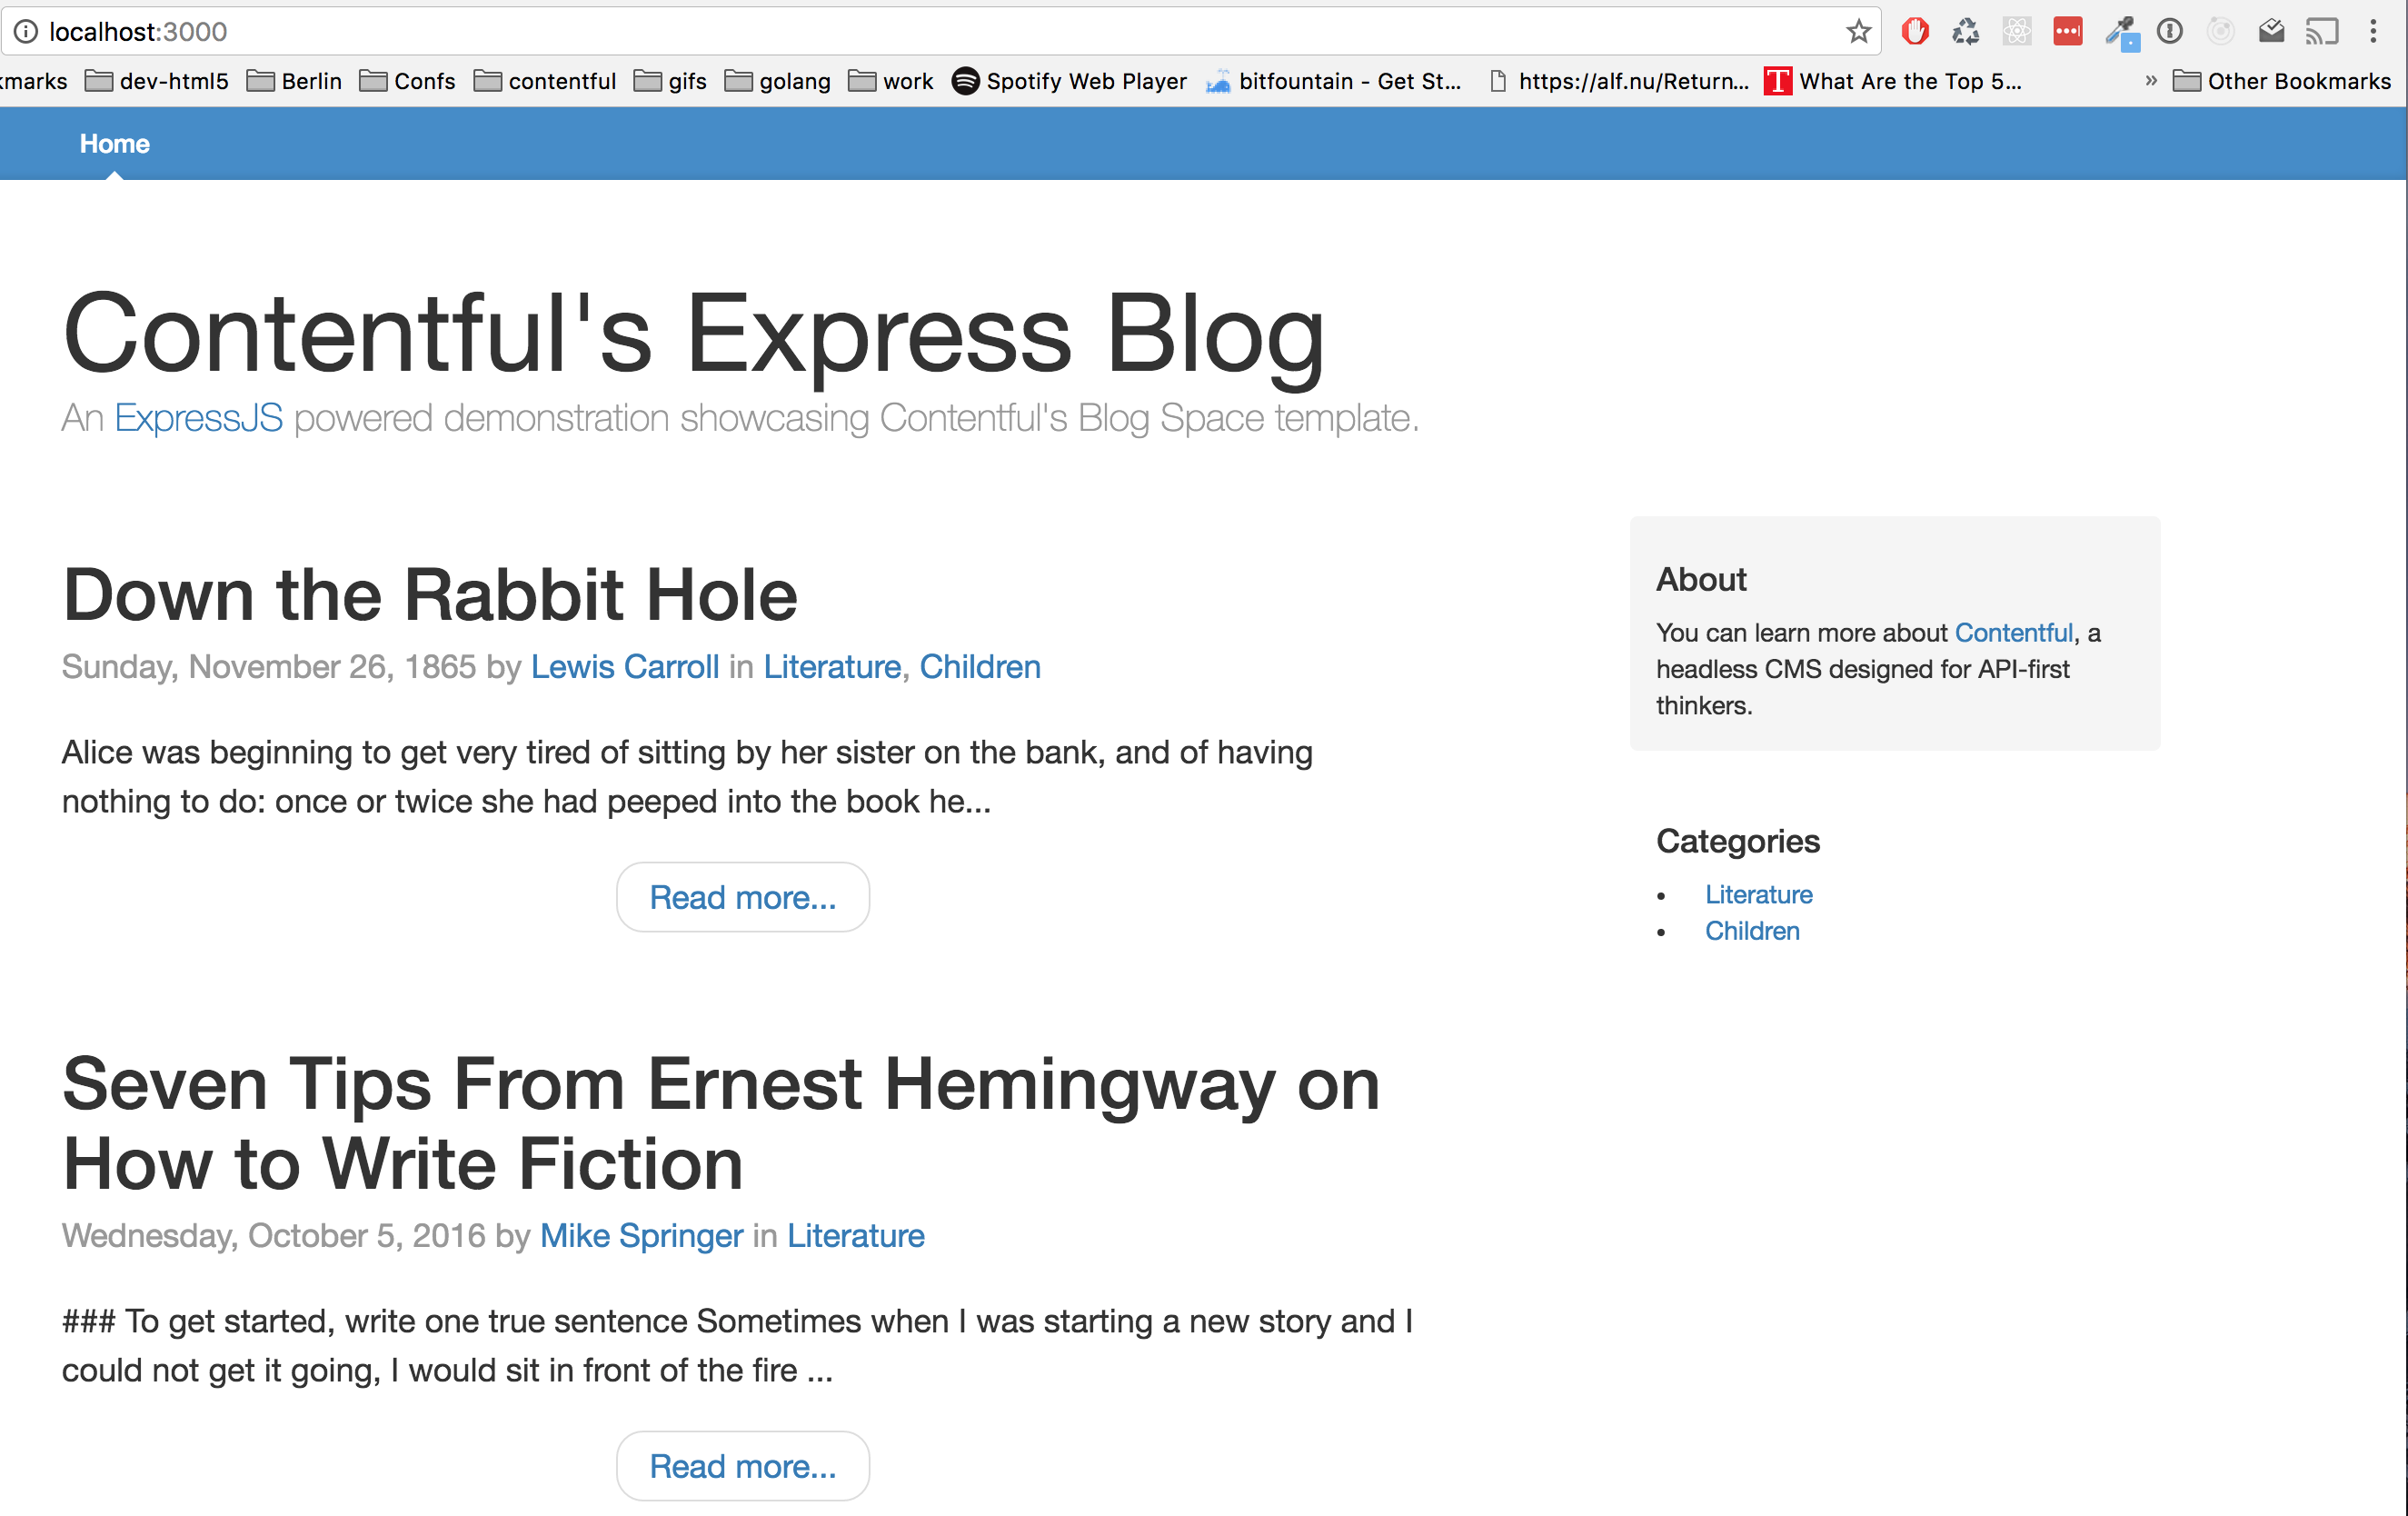 localhost:3000
kmarks dev-html5 Berlin Confs contentful gifs golang work Spotify Web Player bitfountain - Get St... https://alf.nu/Return... T What Are the Top 5... » Other Bookmarks
Home
Contentful's Express Blog
An ExpressJS powered demonstration showcasing Contentful's Blog Space template.
Down the Rabbit Hole
Sunday, November 26, 1865 by Lewis Carroll in Literature, Children
Alice was beginning to get very tired of sitting by her sister on the bank, and of having
nothing to do: once or twice she had peeped into the book he...
Read more...
Seven Tips From Ernest Hemingway on
How to Write Fiction
Wednesday, October 5, 2016 by Mike Springer in Literature
### To get started, write one true sentence Sometimes when I was starting a new story and I
could not get it going, I would sit in front of the fire ...
Read more...
About
You can learn more about Contentful, a
headless CMS designed for API-first
thinkers.
Categories
• Literature
• Children